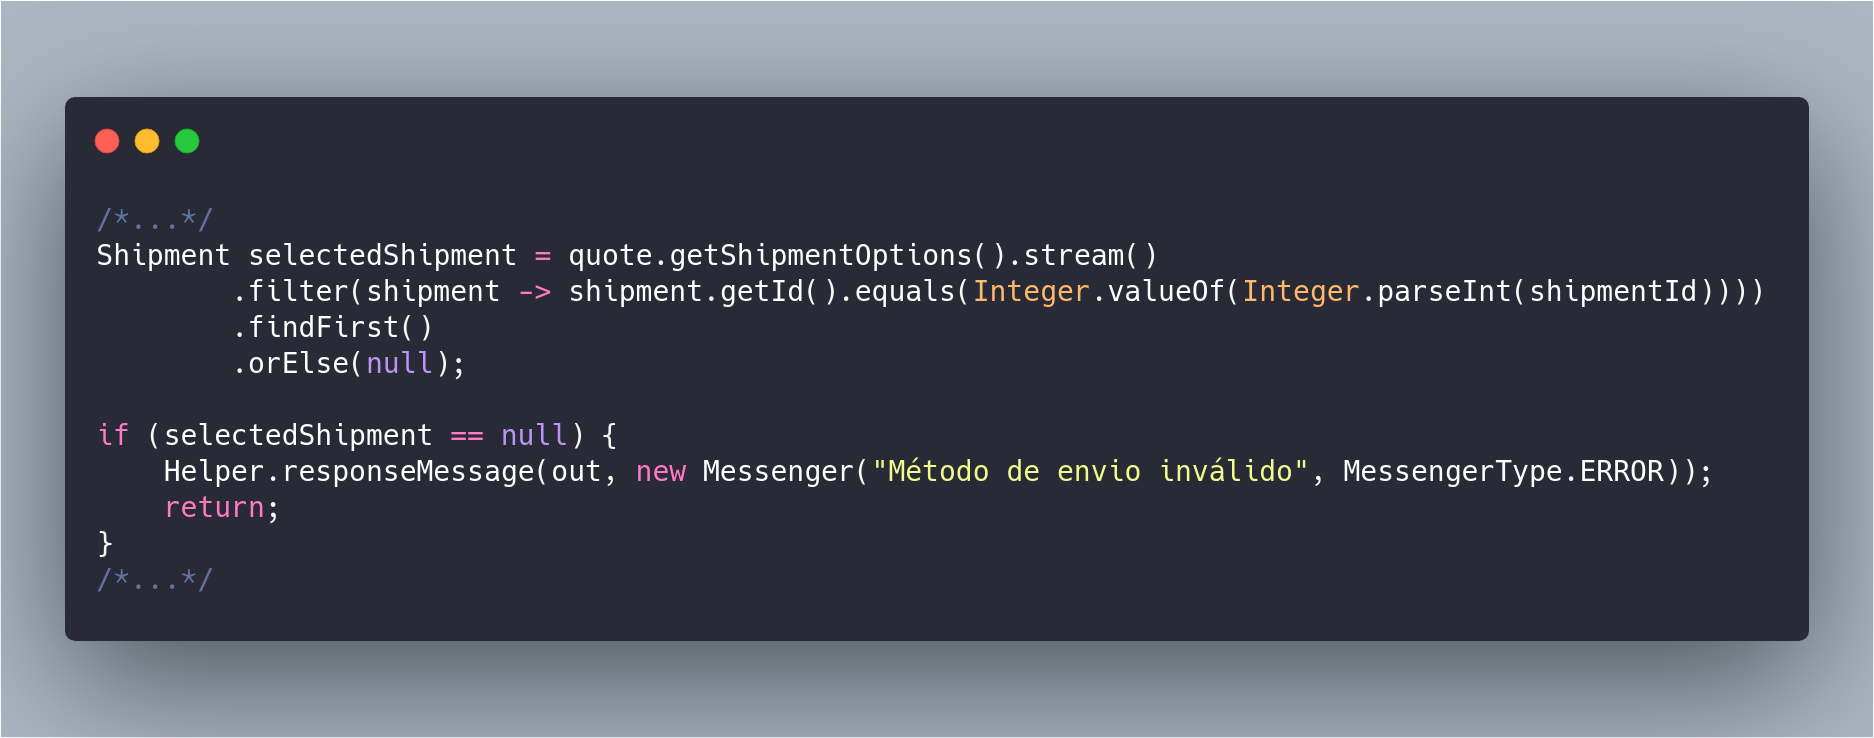 /*...*/
Shipment selectedShipment = quote.getShipmentOptions().stream()
        .filter(shipment -> shipment.getId().equals(Integer.valueOf(Integer.parseInt(shipmentId))))
        .findFirst()
        .orElse(null);

if (selectedShipment == null) {
    Helper.responseMessage(out, new Messenger("Método de envio inválido", MessengerType.ERROR));
    return;
}
/*...*/